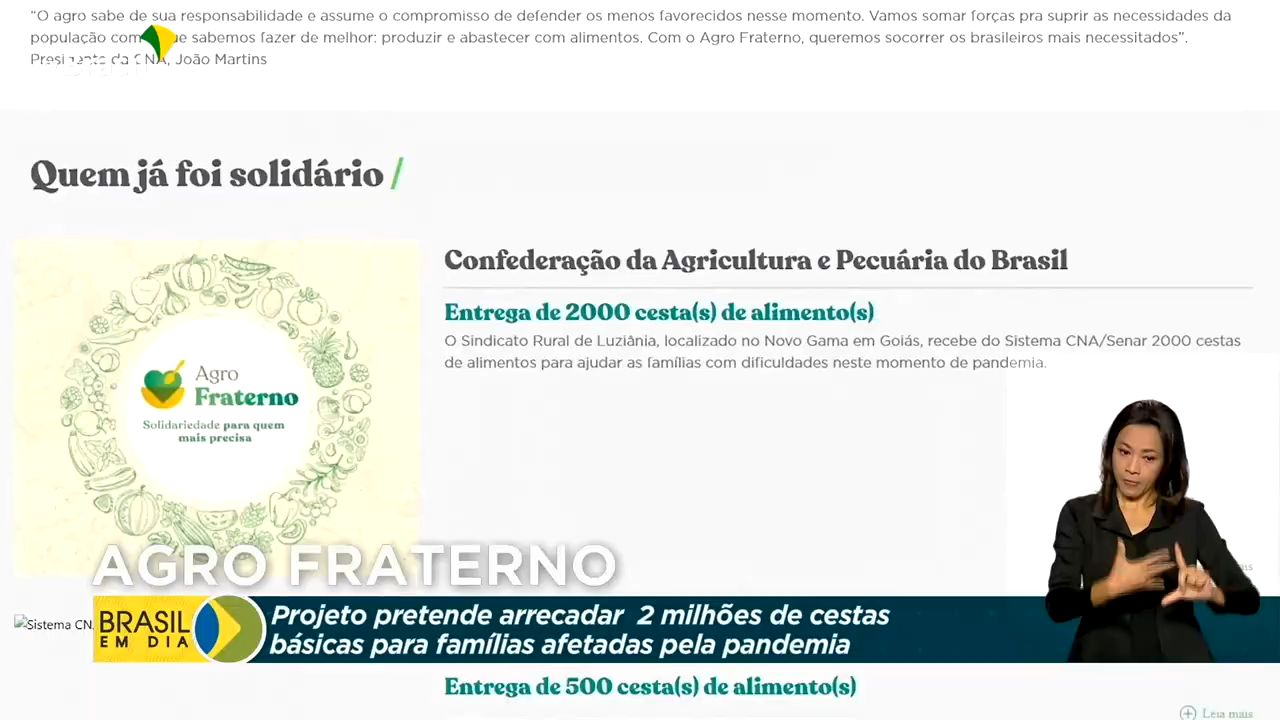 “O agro sabe de sua responsabilidade e assume o compromisso de defender os menos favorecidos nesse momento. Vamos somar forças pra suprir as necessidades da
população com ue sabemos fazer de melhor: produzir e abastecer com alimentos. Com o Agro Fraterno, queremos socorrer os brasileiros mais necessitados”.
Presidente da CNA, João Martins
Quem já foi solidário /
Confederação da Agricultura e Pecuária do Brasil
Entrega de 2000 cesta(s) de alimento(s)
O Sindicato Rural de Luziânia, localizado no Novo Gama em Goiás, recebe do Sistema CNA/Senar 2000 cestas
de alimentos para ajudar as famílias com dificuldades neste momento de pandemia.
Agro
Fraterno
Solidariedade para quem
mais precisa
AGRO FRATERNO
Sistema CN
BRASIL
EM DIA
Projeto pretende arrecadar 2 milhões de cestas
básicas para famílias afetadas pela pandemia
Entrega de 500 cesta(s) de alimento(s)
Leia mais